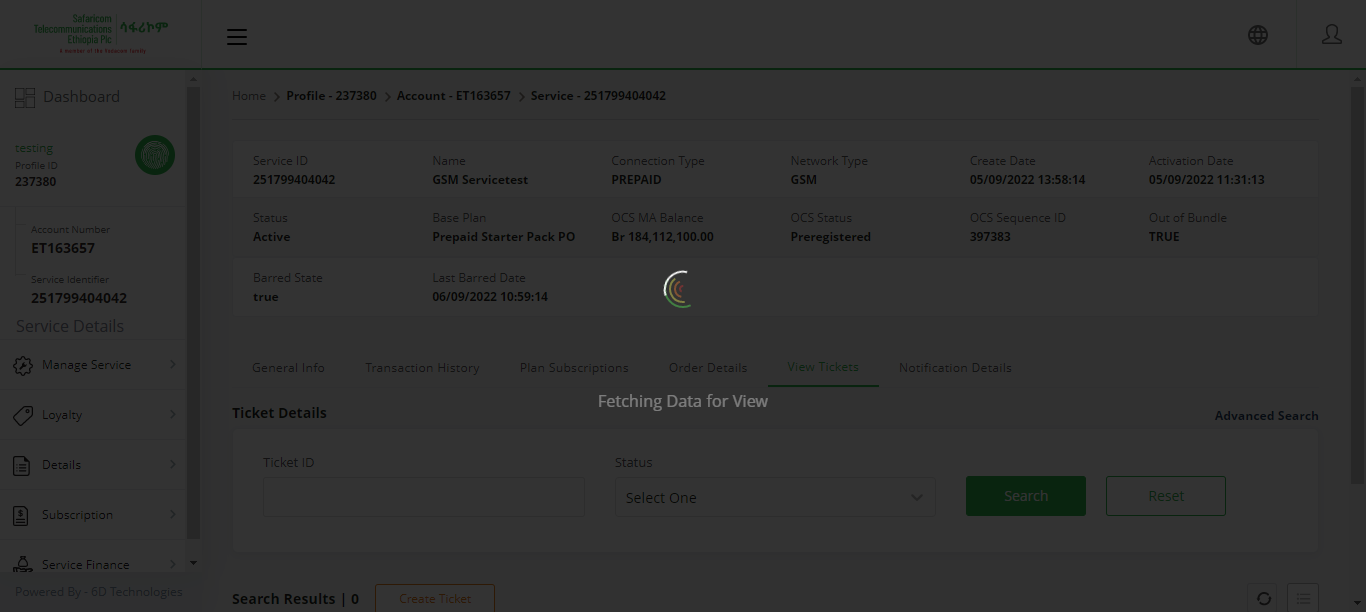 Safaricom
Telecommunications
Ethiopia Plc
ሳፋሪኮም
A member of the Vodacom family
Home > Profile - 237380 > Account - ET163657 > Service - 251799404042
Dashboard
testing
Profile ID
237380
Account Number
ET163657
Service Identifier
251799404042
Service Details
Manage Service
Loyalty
Details
Subscription
Service Finance
Powered By - 6D Technologies
Service ID Name Connection Type Network Type Create Date Activation Date
251799404042 GSM Servicetest PREPAID GSM 05/09/2022 13:58:14 05/09/2022 11:31:13
Status Base Plan OCS MA Balance OCS Status OCS Sequence ID Out of Bundle
Active Prepaid Starter Pack PO Br 184,112,100.00 Preregistered 397383 TRUE
Barred State Last Barred Date
true 06/09/2022 10:59:14
General Info Transaction History Plan Subscriptions Order Details View Tickets Notification Details
Fetching Data for View
Ticket Details Advanced Search
Ticket ID Status
Select One Search Reset
Search Results | 0 Create Ticket